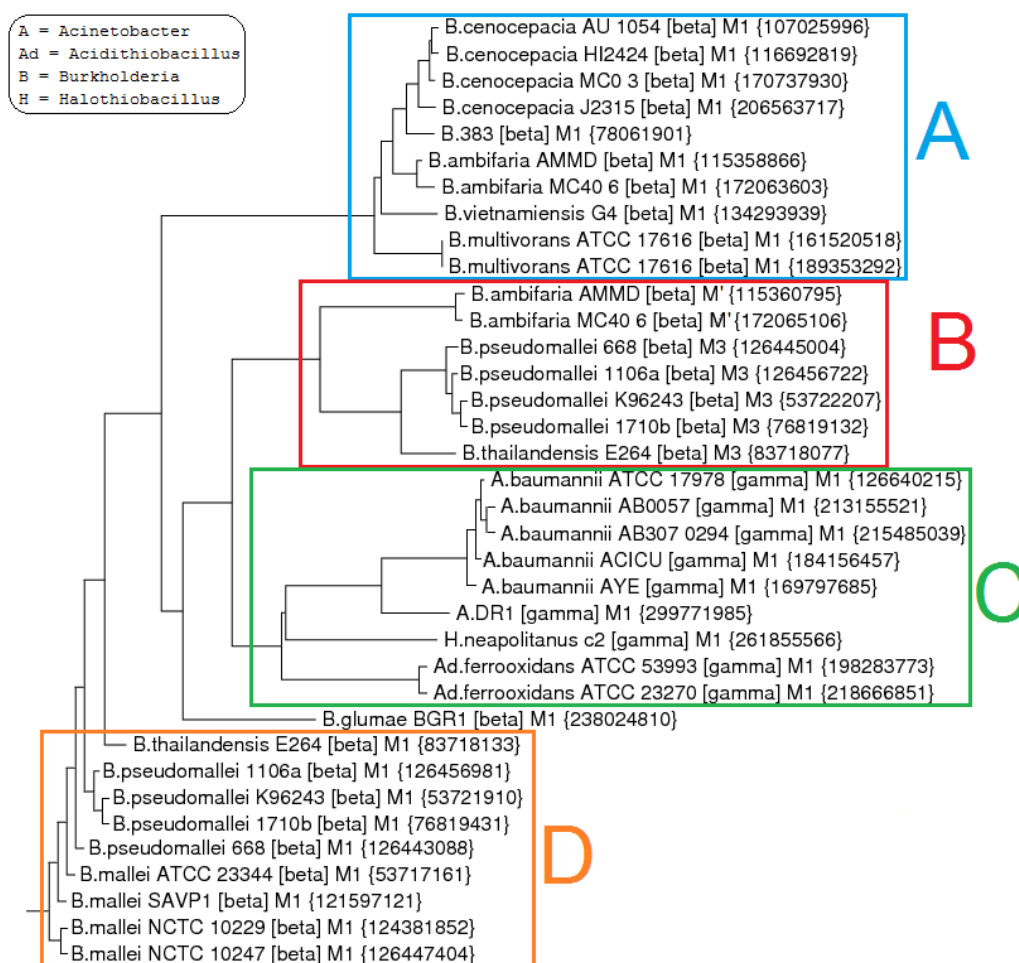 A = Acinetobacter
Ad = Acidithiobacillus
B = Burkholderia
H = Halothiobacillus
B.cenocepacia AU 1054 [beta] M1 {107025996}
B.cenocepacia HI2424 [beta] M1 {116692819}
B.cenocepacia MC0 3 [beta] M1 {170737930}
B.cenocepacia J2315 [beta] M1 {206563717}
B.383 [beta] M1 {78061901}
B.ambifaria AMMD [beta] M1 {115358866}
B.ambifaria MC40 6 [beta] M1 {172063603}
B.vietnamiensis G4 [beta] M1 {134293939}
B.multivorans ATCC 17616 [beta] M1 {161520518}
B.multivorans ATCC 17616 [beta] M1 {189353292}
A
B.ambifaria AMMD [beta] M' {115360795}
B.ambifaria MC40 6 [beta] M' {172065106}
B.pseudomallei 668 [beta] M3 {126445004}
B.pseudomallei 1106a [beta] M3 {126456722}
B.pseudomallei K96243 [beta] M3 {53722207}
B.pseudomallei 1710b [beta] M3 {76819132}
B.thailandensis E264 [beta] M3 {83718077}
B
A.baumannii ATCC 17978 [gamma] M1 {126640215}
A.baumannii AB0057 [gamma] M1 {213155521}
A.baumannii AB307 0294 [gamma] M1 {215485039}
A.baumannii ACICU [gamma] M1 {184156457}
A.baumannii AYE [gamma] M1 {169797685}
A.DR1 [gamma] M1 {299771985}
H.neapolitanus c2 [gamma] M1 {261855566}
Ad.ferrooxidans ATCC 53993 [gamma] M1 {198283773}
Ad.ferrooxidans ATCC 23270 [gamma] M1 {218666851}
C
B.glumae BGR1 [beta] M1 {238024810}
B.thailandensis E264 [beta] M1 {83718133}
B.pseudomallei 1106a [beta] M1 {126456981}
B.pseudomallei K96243 [beta] M1 {53721910}
B.pseudomallei 1710b [beta] M1 {76819431}
B.pseudomallei 668 [beta] M1 {126443088}
B.mallei ATCC 23344 [beta] M1 {53717161}
B.mallei SAVP1 [beta] M1 {121597121}
B.mallei NCTC 10229 [beta] M1 {124381852}
B.mallei NCTC 10247 [beta] M1 {126447404}
D